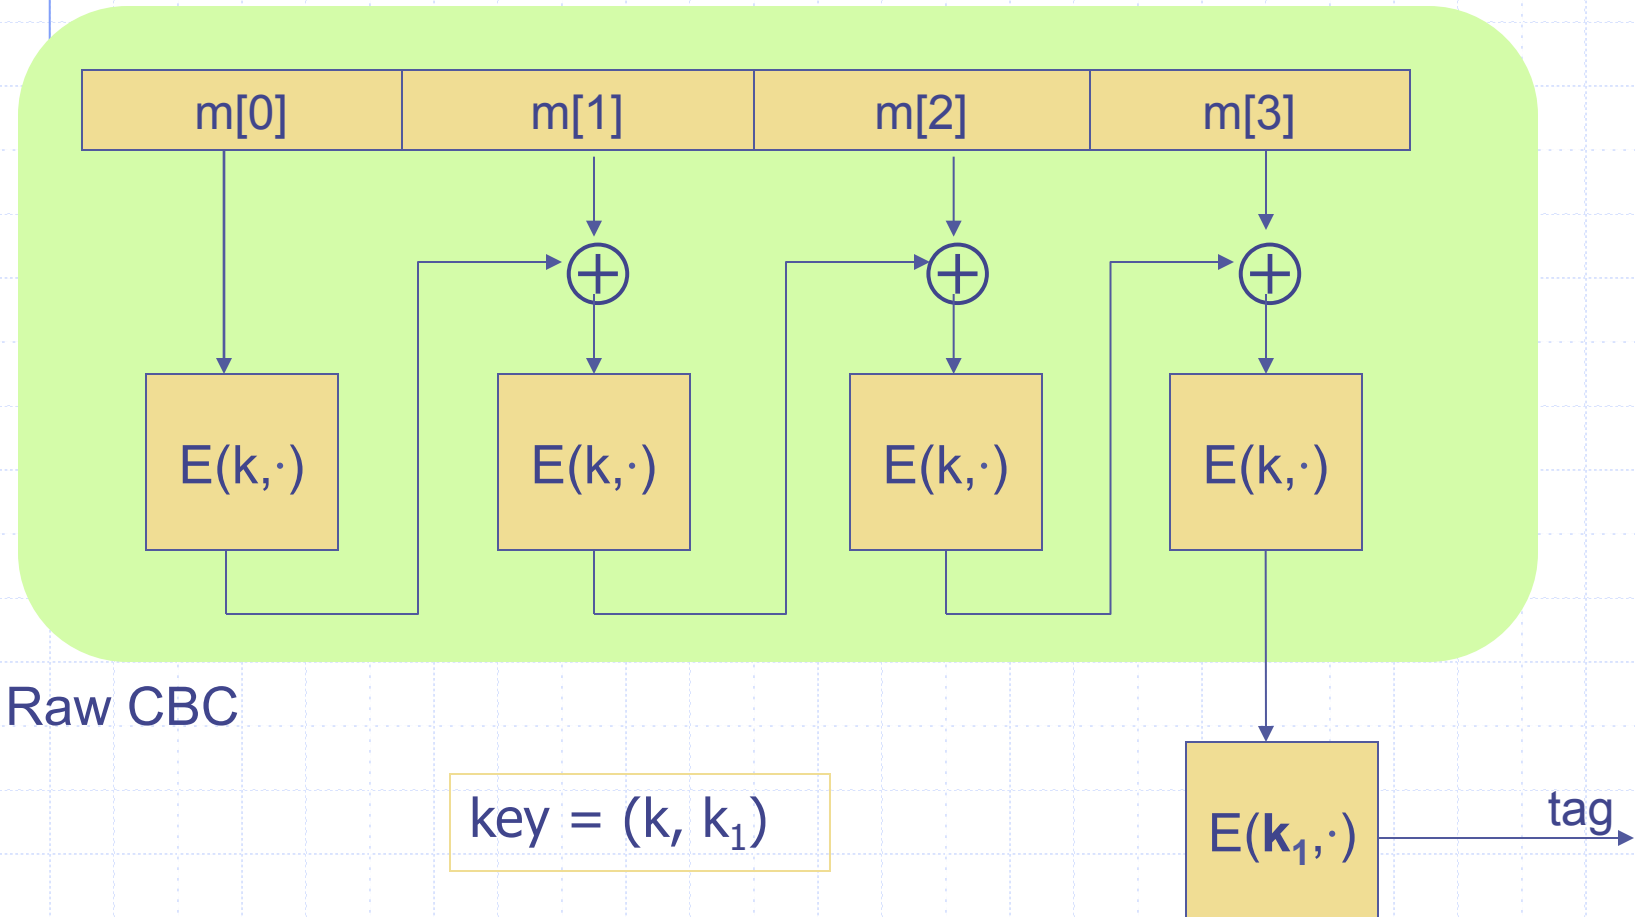 m[0] m[1] m[2] m[3]
E(k,·) E(k,·) E(k,·) E(k,·)
Raw CBC
key = (k, k₁)
E(k₁,·)
tag